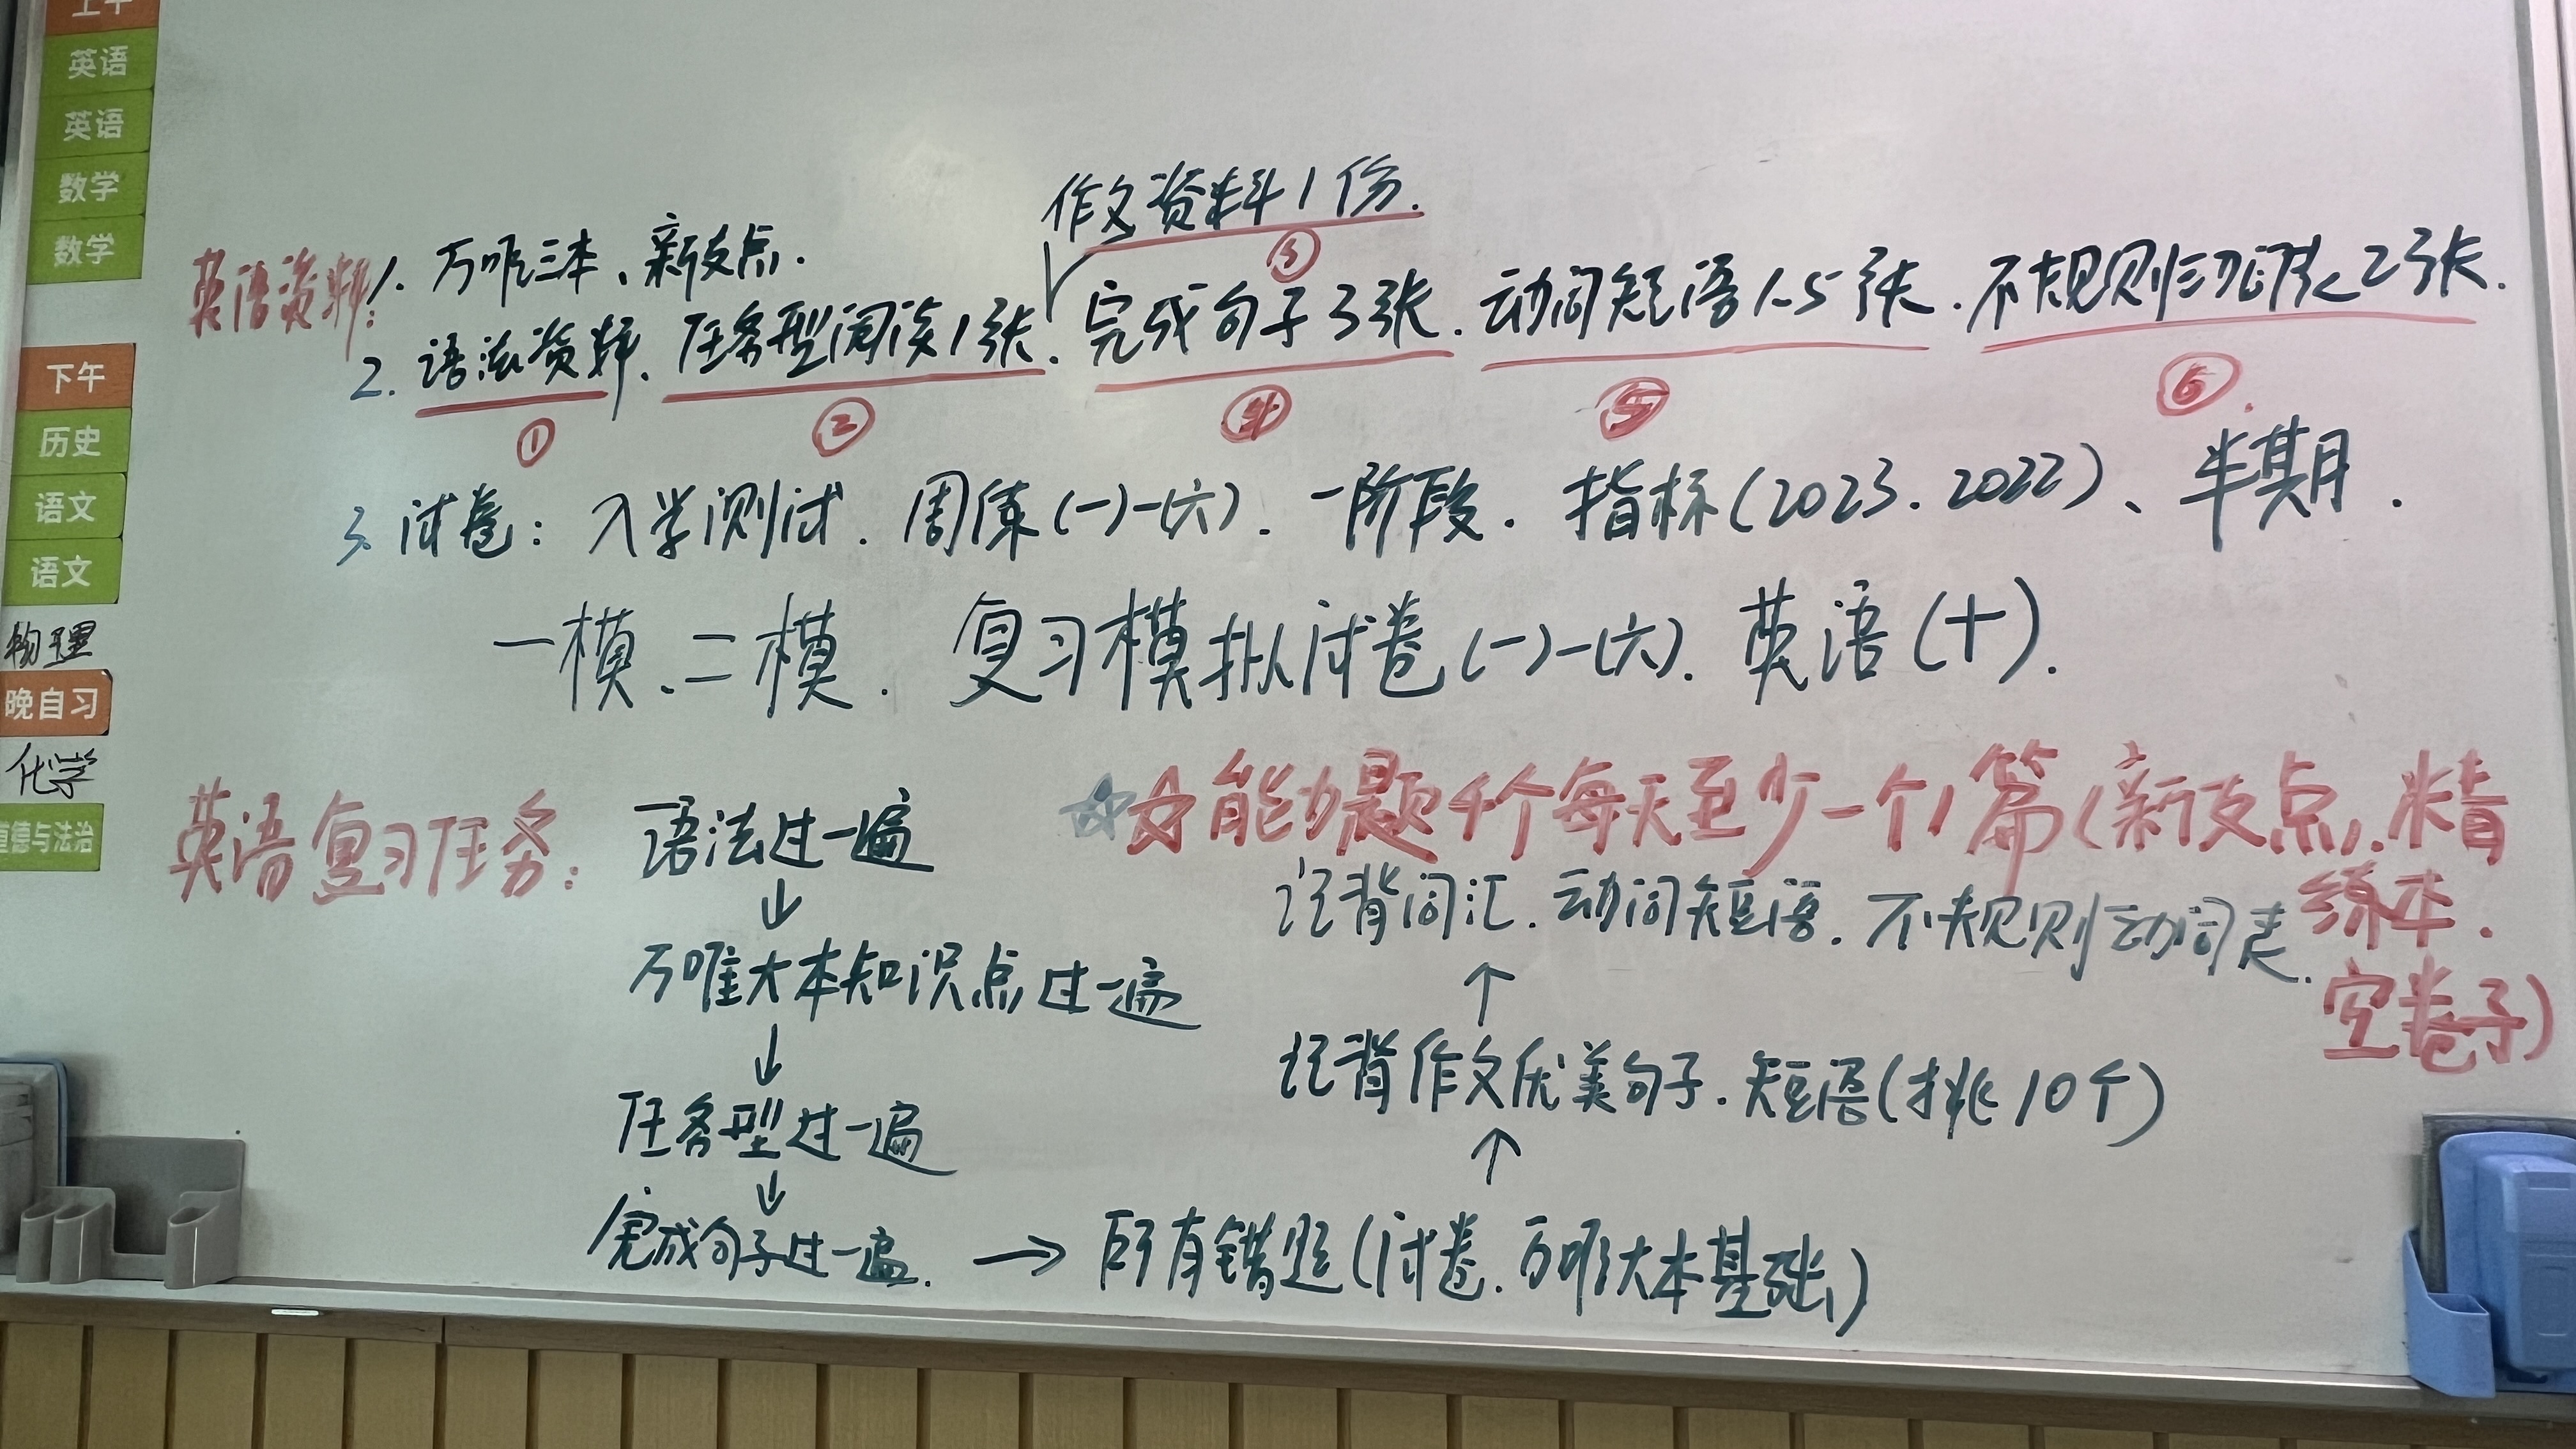 上午
英语
英语
数学
数学
下午
历史
语文
语文
物理
晚自习
化学
道德与法治
作文资料1份.
③
英语资料:
1. 万唯三本、新支点.
2. 语法资料、任务型阅读1张、完成句子3张.动词短语1.5张.不规则动词表2张.
① ② ④ ⑤ ⑥
3. 试卷: 入学测试. 周练(一)-(六). 一阶段. 指标(2023.2022)、半期.
一模、二模. 复习模拟试卷(一)-(六). 英语(十).
英语复习任务:
语法过一遍
↓
万唯大本知识点过一遍
↓
任务型过一遍
↓
完成句子过一遍. → 所有错题(试卷.万唯大本基础)
↑
记背作文优美句子.短语(挑10个)
↑
记背词汇.动词短语.不规则动词表.
☆☆能力题4个每天至少一个1篇(新支点.精
练本.
空卷子)